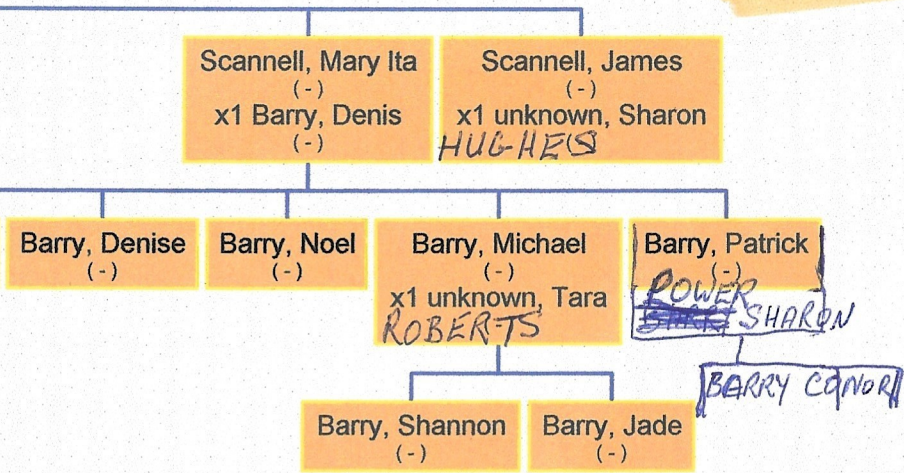 Scannell, Mary Ita
(-)
x1 Barry, Denis
(-)
Scannell, James
(-)
x1 unknown, Sharon
HUGHES
Barry, Denise
(-)
Barry, Noel
(-)
Barry, Michael
(-)
x1 unknown, Tara
ROBERTS
Barry, Patrick
(-)
POWER
SHARON
BARRY CONOR
Barry, Shannon
(-)
Barry, Jade
(-)